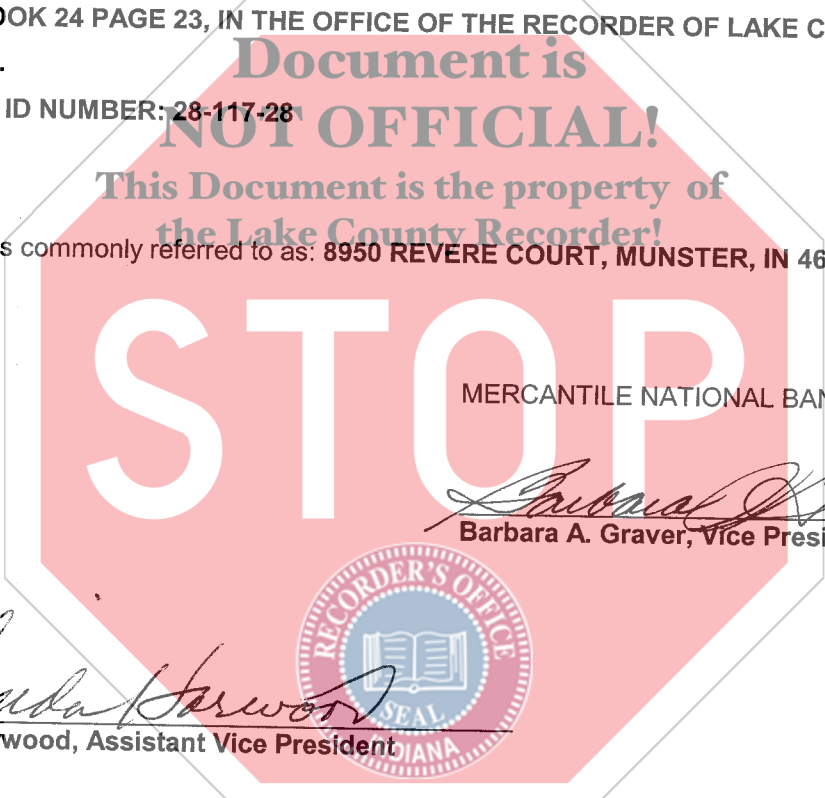 OOK 24 PAGE 23, IN THE OFFICE OF THE RECORDER OF LAKE C
Document is
.
ID NUMBER: 28-117-28
NOT OFFICIAL!
This Document is the property of
the Lake County Recorder!
s commonly referred to as: 8950 REVERE COURT, MUNSTER, IN 46
STOP
MERCANTILE NATIONAL BAN
Barbara A. Graver, Vice Presi
RECORDER'S OFFICE
SEAL
INDIANA
Harwood
wood, Assistant Vice President